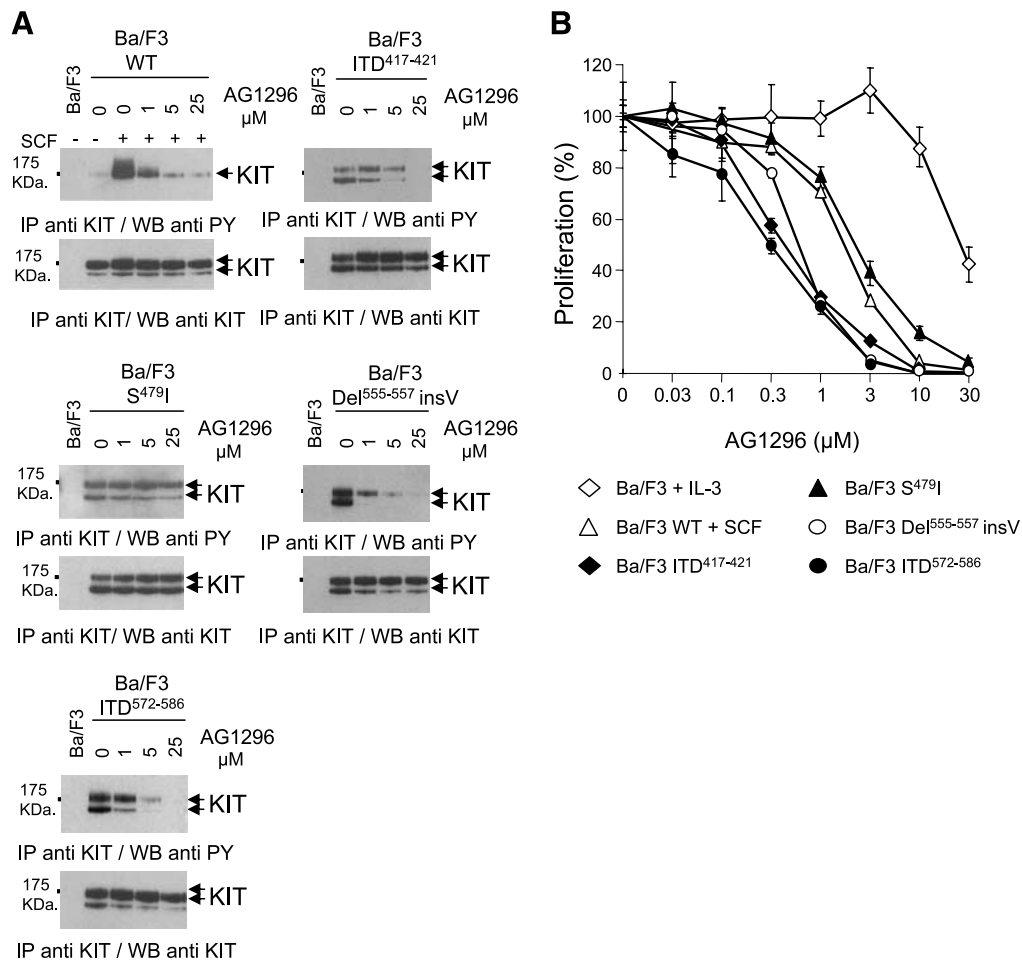 A
Ba/F3
WT
Ba/F3
0
0
1
5
25
AG1296
µM
SCF
-
-
+
+
+
+
175
KDa.
KIT
IP anti KIT / WB anti PY
175
KDa.
KIT
IP anti KIT/ WB anti KIT
Ba/F3
ITD417-421
Ba/F3
0
1
5
25
AG1296
µM
175
KDa.
KIT
IP anti KIT / WB anti PY
175
KDa.
KIT
IP anti KIT / WB anti KIT
Ba/F3
S479I
Ba/F3
0
1
5
25
AG1296
µM
175
KDa.
KIT
IP anti KIT / WB anti PY
175
KDa.
KIT
IP anti KIT/ WB anti KIT
Ba/F3
Del555-557 insV
Ba/F3
0
1
5
25
AG1296
µM
175
KDa.
KIT
IP anti KIT / WB anti PY
175
KDa.
KIT
IP anti KIT / WB anti KIT
Ba/F3
ITD572-586
Ba/F3
0
1
5
25
AG1296
µM
175
KDa.
KIT
IP anti KIT / WB anti PY
175
KDa.
KIT
IP anti KIT / WB anti KIT
B
Proliferation (%)
120
100
80
60
40
20
0
0 0.03 0.1 0.3 1 3 10 30
AG1296 (µM)
Ba/F3 + IL-3
Ba/F3 WT + SCF
Ba/F3 ITD417-421
Ba/F3 S479I
Ba/F3 Del555-557 insV
Ba/F3 ITD572-586